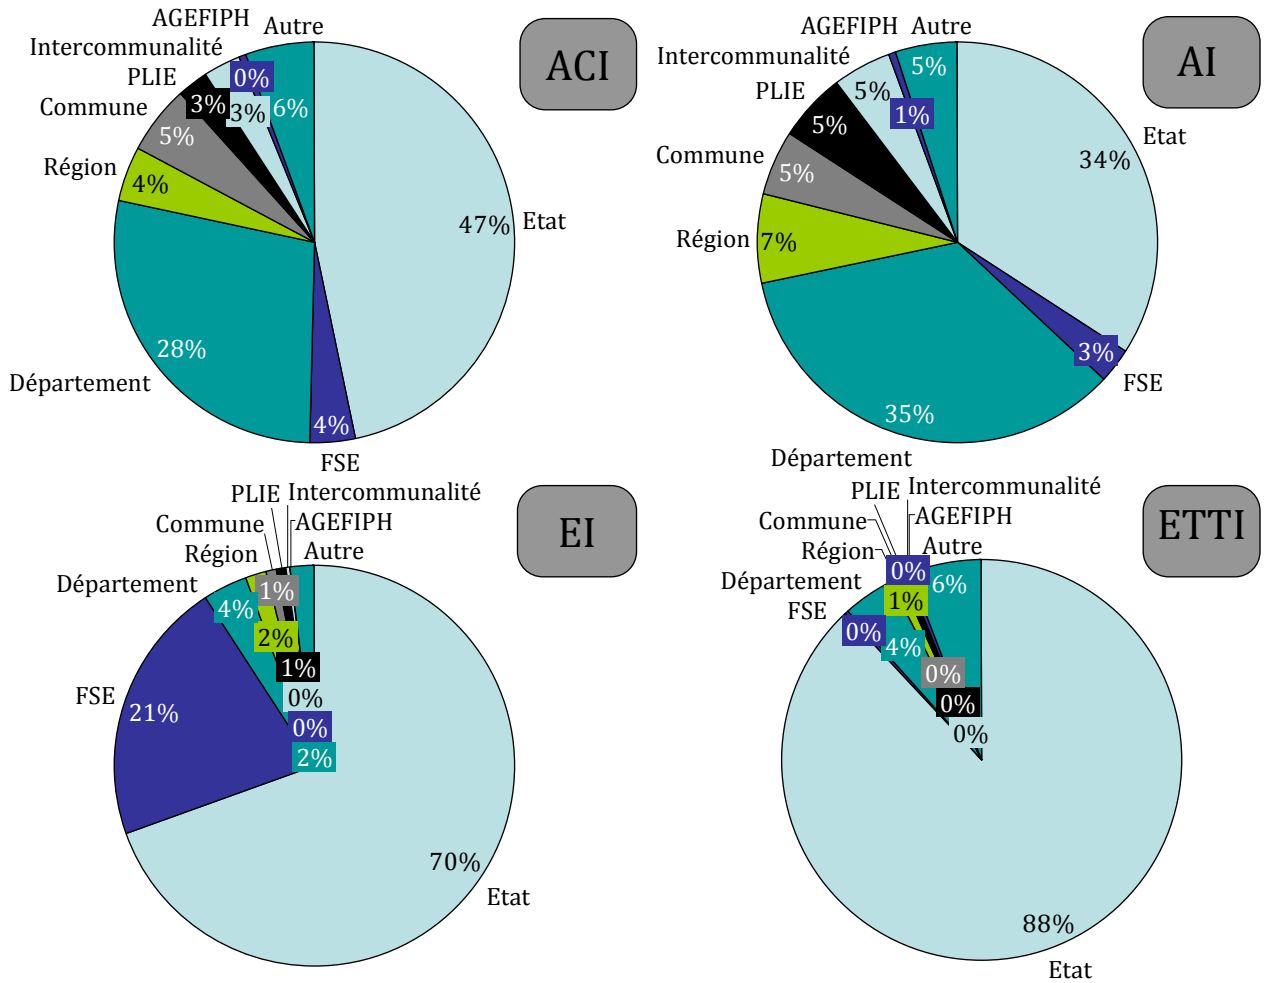 AGEFIPH
Autre
Intercommunalité
PLIE
Commune
Région
Département
FSE
Etat
0%
3%
3%
6%
5%
4%
28%
4%
47%
ACI
AGEFIPH
Autre
Intercommunalité
PLIE
Commune
Région
Département
FSE
Etat
5%
5%
1%
5%
5%
7%
35%
3%
34%
AI
PLIE
Intercommunalité
Commune
AGEFIPH
Région
Autre
Département
FSE
Etat
1%
4%
2%
1%
0%
0%
2%
21%
70%
EI
PLIE
Intercommunalité
Commune
AGEFIPH
Région
Autre
Département
FSE
Etat
0%
6%
1%
0%
4%
0%
0%
0%
88%
ETTI